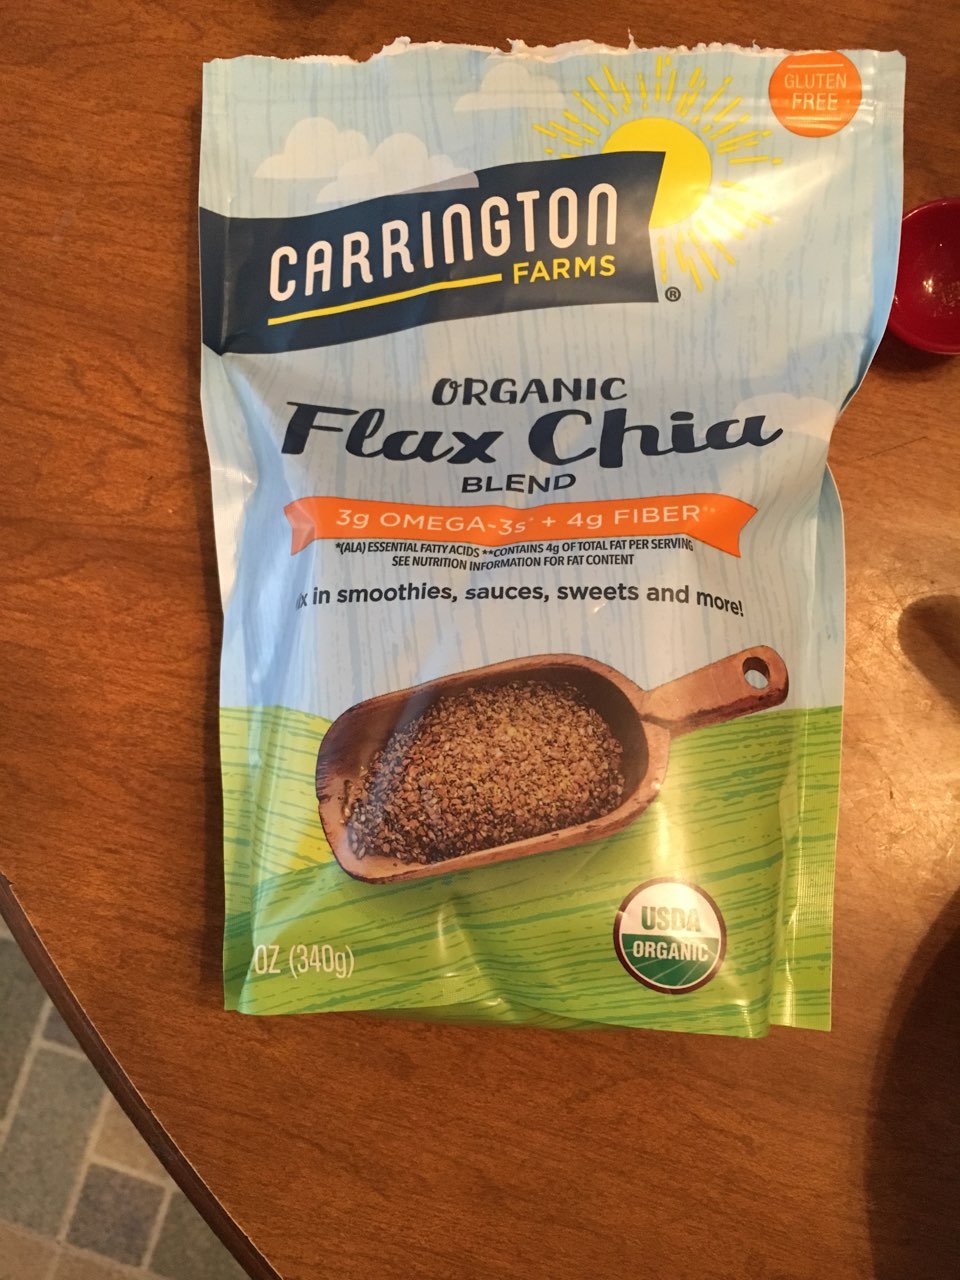 GLUTEN
FREE
CARRINGTON
FARMS
®
ORGANIC
Flax Chia
BLEND
3g OMEGA-3s* + 4g FIBER**
*(ALA) ESSENTIAL FATTY ACIDS **CONTAINS 4g OF TOTAL FAT PER SERVING
SEE NUTRITION INFORMATION FOR FAT CONTENT
in smoothies, sauces, sweets and more!
USDA
ORGANIC
OZ (340g)